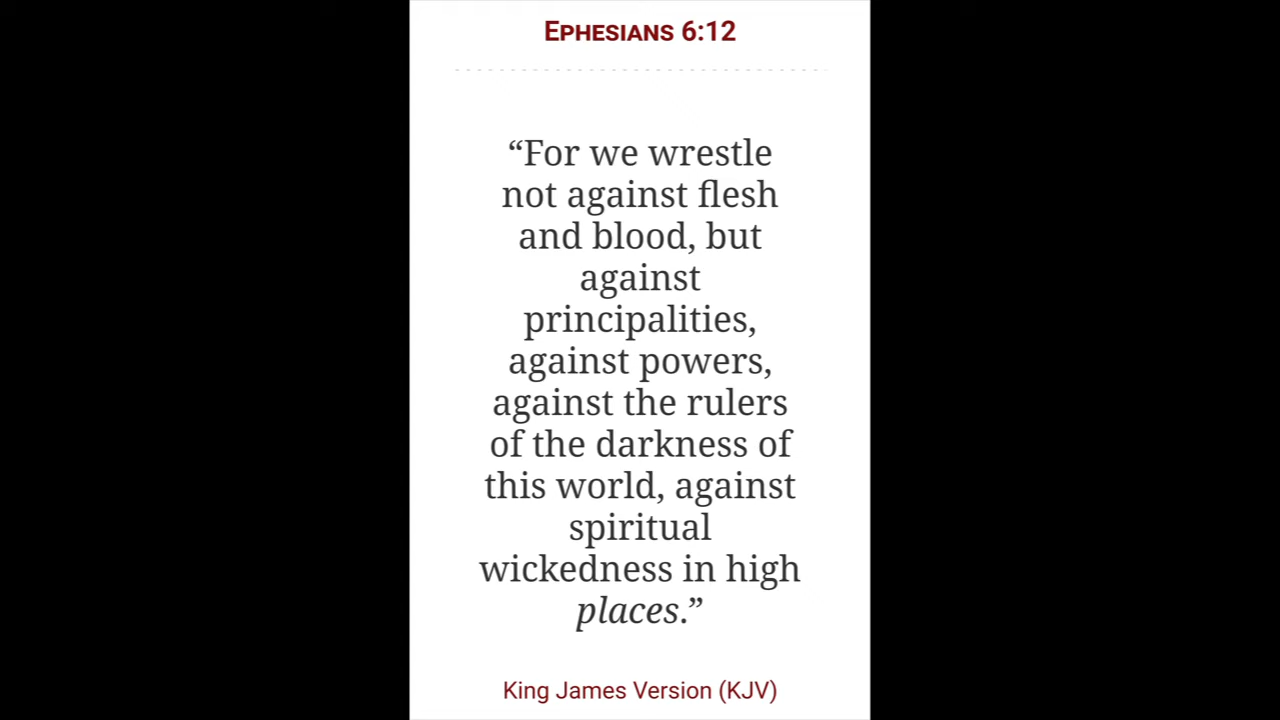 Ephesians 6:12
“For we wrestle
not against flesh
and blood, but
against
principalities,
against powers,
against the rulers
of the darkness of
this world, against
spiritual
wickedness in high
places.”
King James Version (KJV)